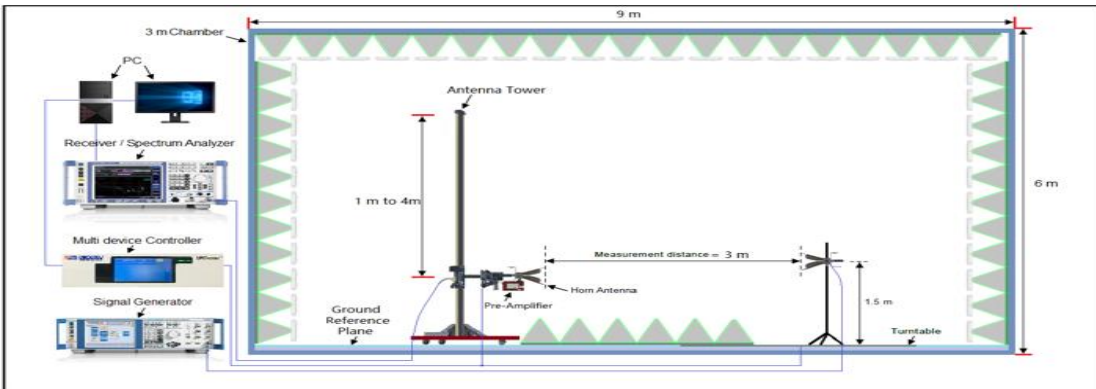 9 m
3 m Chamber
PC
Antenna Tower
Receiver / Spectrum Analyzer
1 m to 4m
6 m
Multi device Controller
Measurement distance = 3 m
Horn Antenna
Signal Generator
Pre-Amplifier
1.5 m
Ground
Reference
Plane
Turntable